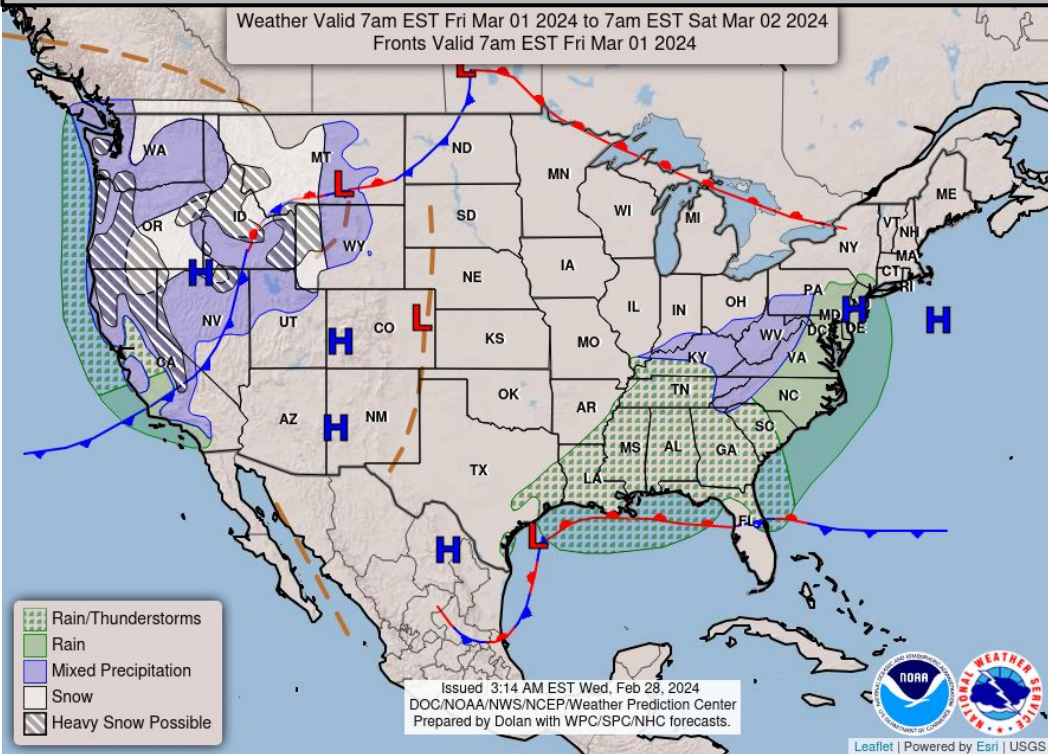 Weather Valid 7am EST Fri Mar 01 2024 to 7am EST Sat Mar 02 2024
Fronts Valid 7am EST Fri Mar 01 2024
L
WA
MT
ND
MN
ME
L
OR
ID
SD
WI
MI
VT
NH
NY
MA
CT
RI
WY
H
NE
IA
PA
H
H
NV
UT
H
CO
L
KS
MO
IL
IN
OH
MD
DE
DC
WV
VA
KY
CA
AZ
H
NM
OK
AR
TN
NC
SC
TX
LA
MS
AL
GA
FL
L
H
Rain/Thunderstorms
Rain
Mixed Precipitation
Snow
Heavy Snow Possible
Issued 3:14 AM EST Wed, Feb 28, 2024
DOC/NOAA/NWS/NCEP/Weather Prediction Center
Prepared by Dolan with WPC/SPC/NHC forecasts.
NOAA
NATIONAL WEATHER SERVICE
Leaflet | Powered by Esri | USGS